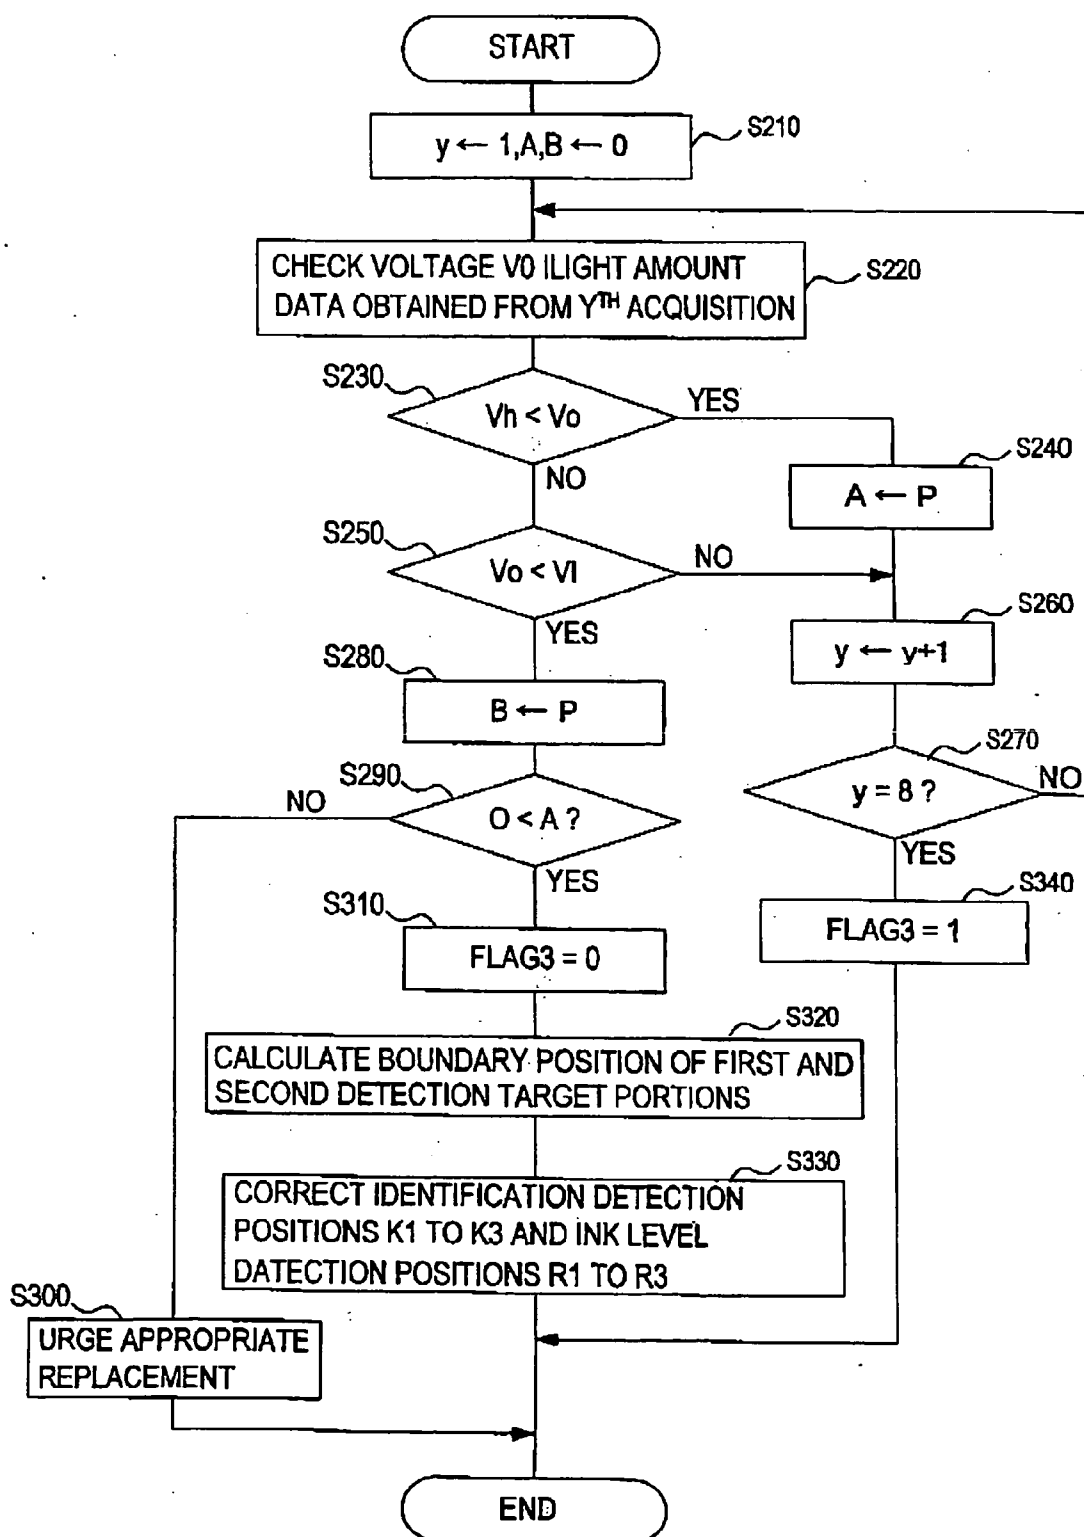 START
y ← 1,A,B ← 0
S210
CHECK VOLTAGE V0 ILIGHT AMOUNT
DATA OBTAINED FROM YTH ACQUISITION
S220
S230
Vh < Vo
YES
NO
S240
A ← P
S250
Vo < Vl
NO
YES
S260
y ← y+1
S280
B ← P
S270
y = 8 ?
NO
YES
S290
O < A ?
NO
YES
S340
FLAG3 = 1
S310
FLAG3 = 0
S320
CALCULATE BOUNDARY POSITION OF FIRST AND
SECOND DETECTION TARGET PORTIONS
S330
CORRECT IDENTIFICATION DETECTION
POSITIONS K1 TO K3 AND INK LEVEL
DATECTION POSITIONS R1 TO R3
S300
URGE APPROPRIATE
REPLACEMENT
END